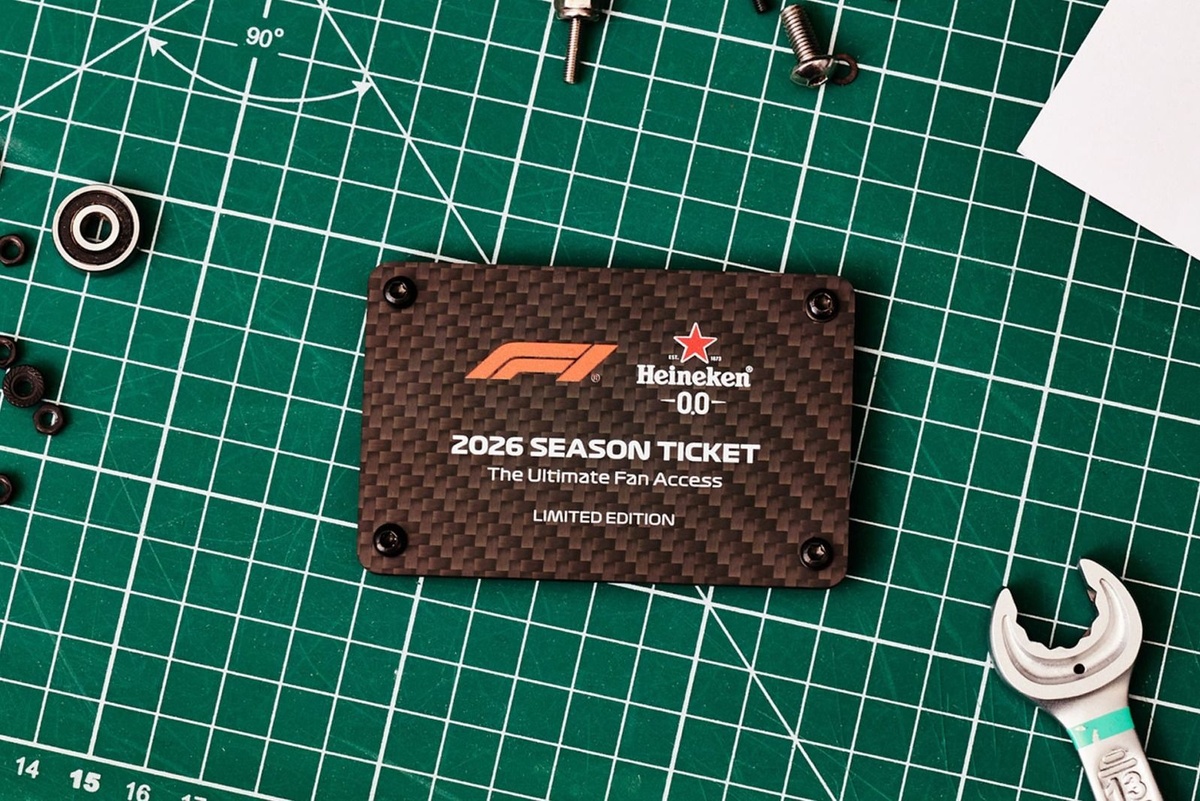 90°
F1®
EST. 1873
Heineken®
0.0
2026 SEASON TICKET
The Ultimate Fan Access
LIMITED EDITION
13
14 15 16 17